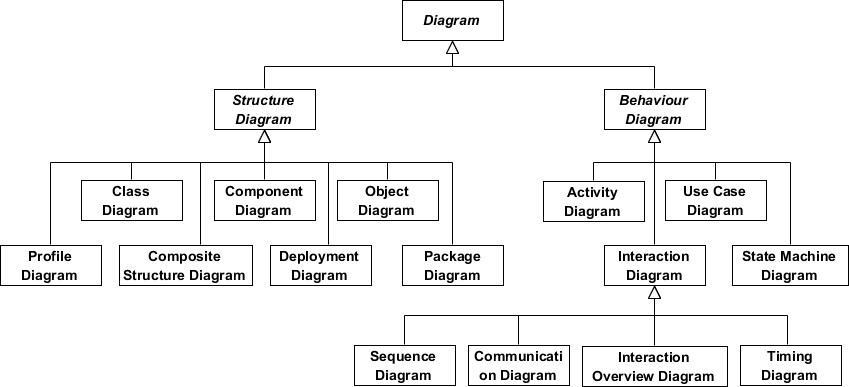 Diagram
Structure
Diagram
Behaviour
Diagram
Class
Diagram
Component
Diagram
Object
Diagram
Activity
Diagram
Use Case
Diagram
Profile
Diagram
Composite
Structure Diagram
Deployment
Diagram
Package
Diagram
Interaction
Diagram
State Machine
Diagram
Sequence
Diagram
Communicati
on Diagram
Interaction
Overview Diagram
Timing
Diagram